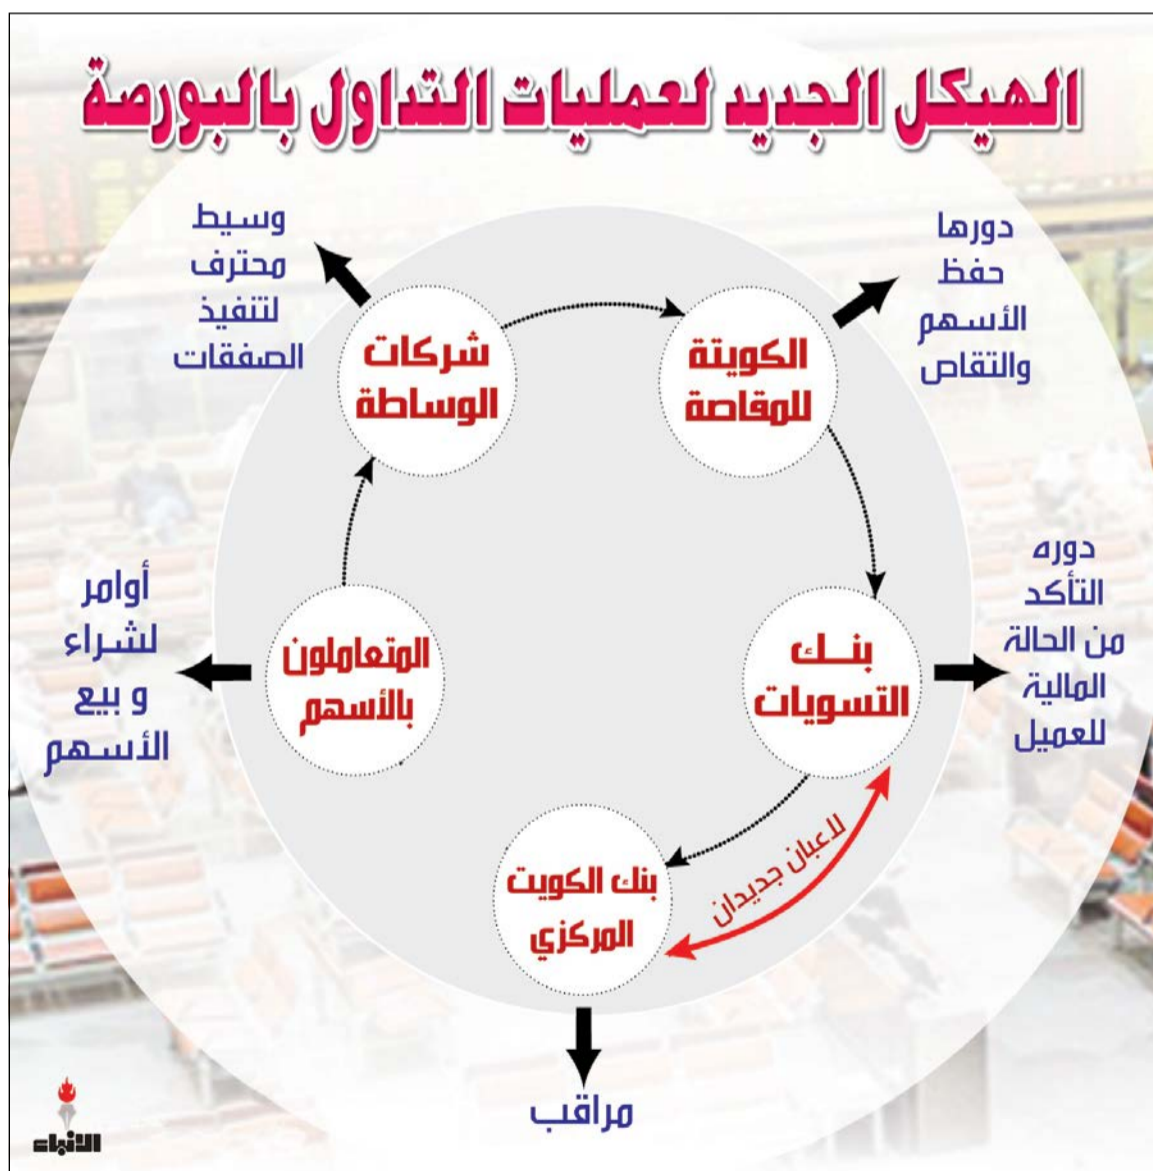 الهيكل الجديد لعمليات التداول بالبورصة
دورها
حفظ
الأسهم
والتقاص
الكويتة
للمقاصة
وسيط
محترف
لتنفيذ
الصفقات
شركات
الوساطة
دوره
التأكد
من الحالة
المالية
للعميل
بنك
التسويات
أوامر
لشراء
و بيع
الأسهم
المتعاملون
بالأسهم
لاعبان جديدان
بنك الكويت
المركزي
مراقب
الأنباء